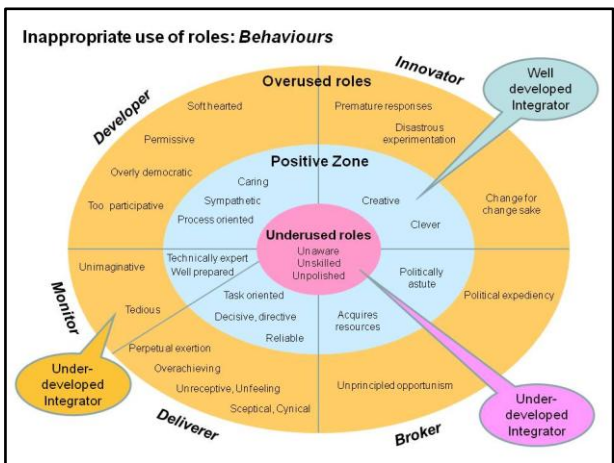 Inappropriate use of roles: Behaviours
Overused roles
Innovator
Well
developed
Integrator
Developer
Soft hearted
Permissive
Overly democratic
Too participative
Premature responses
Disastrous
experimentation
Change for
change sake
Positive Zone
Caring
Sympathetic
Process oriented
Creative
Clever
Underused roles
Unaware
Unskilled
Unpolished
Unimaginative
Tedious
Monitor
Technically expert
Well prepared
Task oriented
Decisive, directive
Reliable
Politically
astute
Acquires
resources
Political expediency
Perpetual exertion
Overachieving
Unreceptive, Unfeeling
Sceptical, Cynical
Unprincipled opportunism
Under-
developed
Integrator
Deliverer
Broker
Under-
developed
Integrator